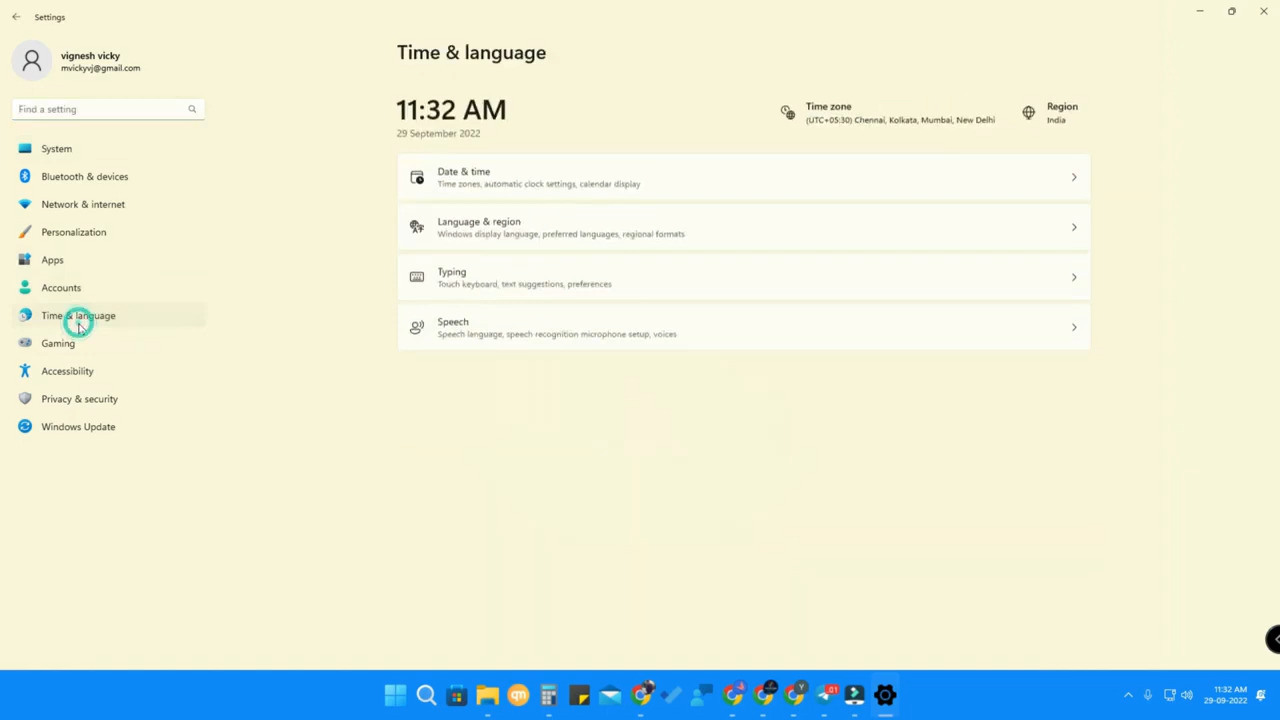 Settings
vignesh vicky
mvickyvj@gmail.com
Find a setting
System
Bluetooth & devices
Network & internet
Personalization
Apps
Accounts
Time & language
Gaming
Accessibility
Privacy & security
Windows Update
Time & language
11:32 AM
29 September 2022
Time zone
(UTC+05:30) Chennai, Kolkata, Mumbai, New Delhi
Region
India
Date & time
Time zones, automatic clock settings, calendar display
Language & region
Windows display language, preferred languages, regional formats
Typing
Touch keyboard, text suggestions, preferences
Speech
Speech language, speech recognition microphone setup, voices
qm
Y
01
11:32 AM
29-09-2022